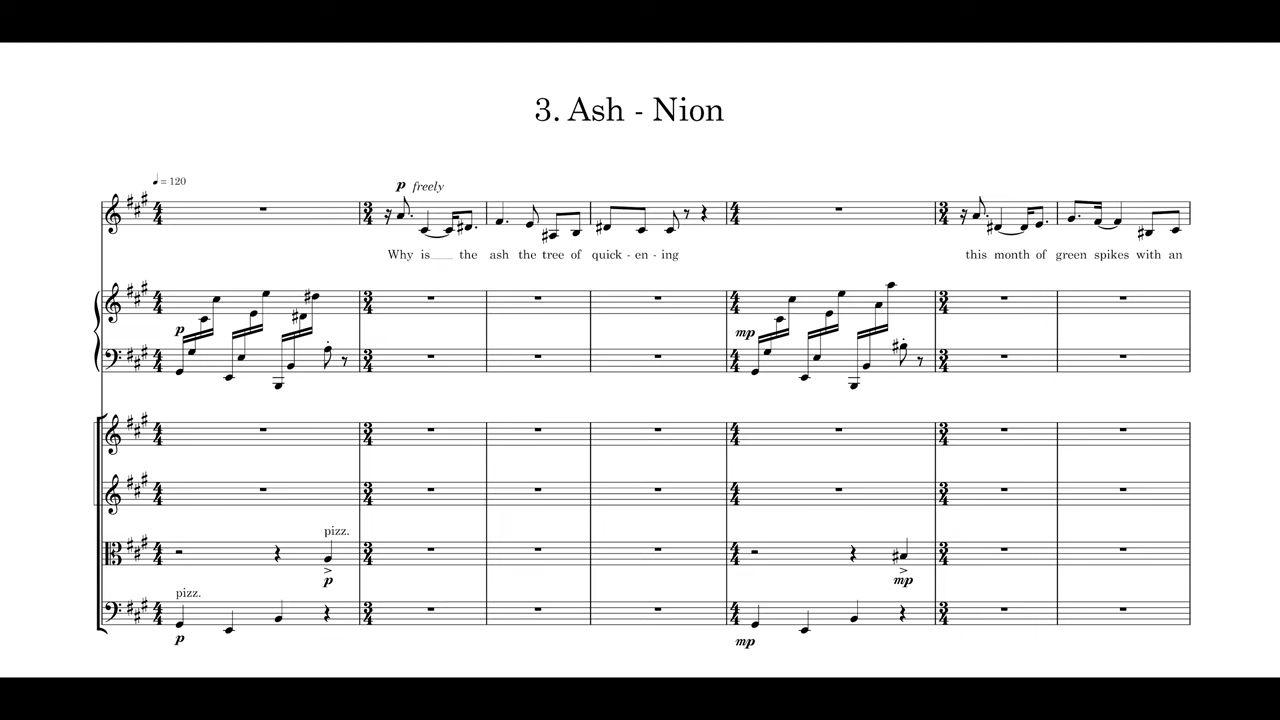 3. Ash - Nion
♩ = 120
p freely
Why is___ the ash the tree of quick - en - ing this month of green spikes with an
p mp
pizz.
p mp
pizz.
p mp